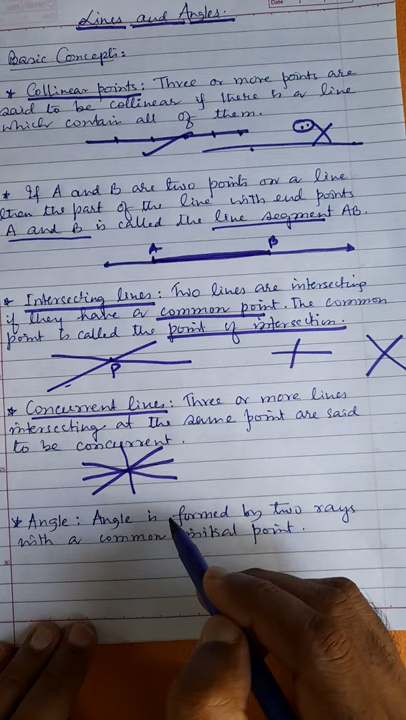 Lines and Angles.
Basic Concept:
* Collinear points: Three or more points are
said to be collinear if there is a line
which contain all of them.
* If A and B are two points on a line
then the part of the line with end points
A and B is called the line segment AB.
A B
* Intersecting lines: Two lines are intersecting
if they have a common point. The common
point is called the point of intersection.
P
* Concurrent lines: Three or more lines
intersecting at the same point are said
to be concurrent.
* Angle: Angle is formed by two rays
with a common initial point.